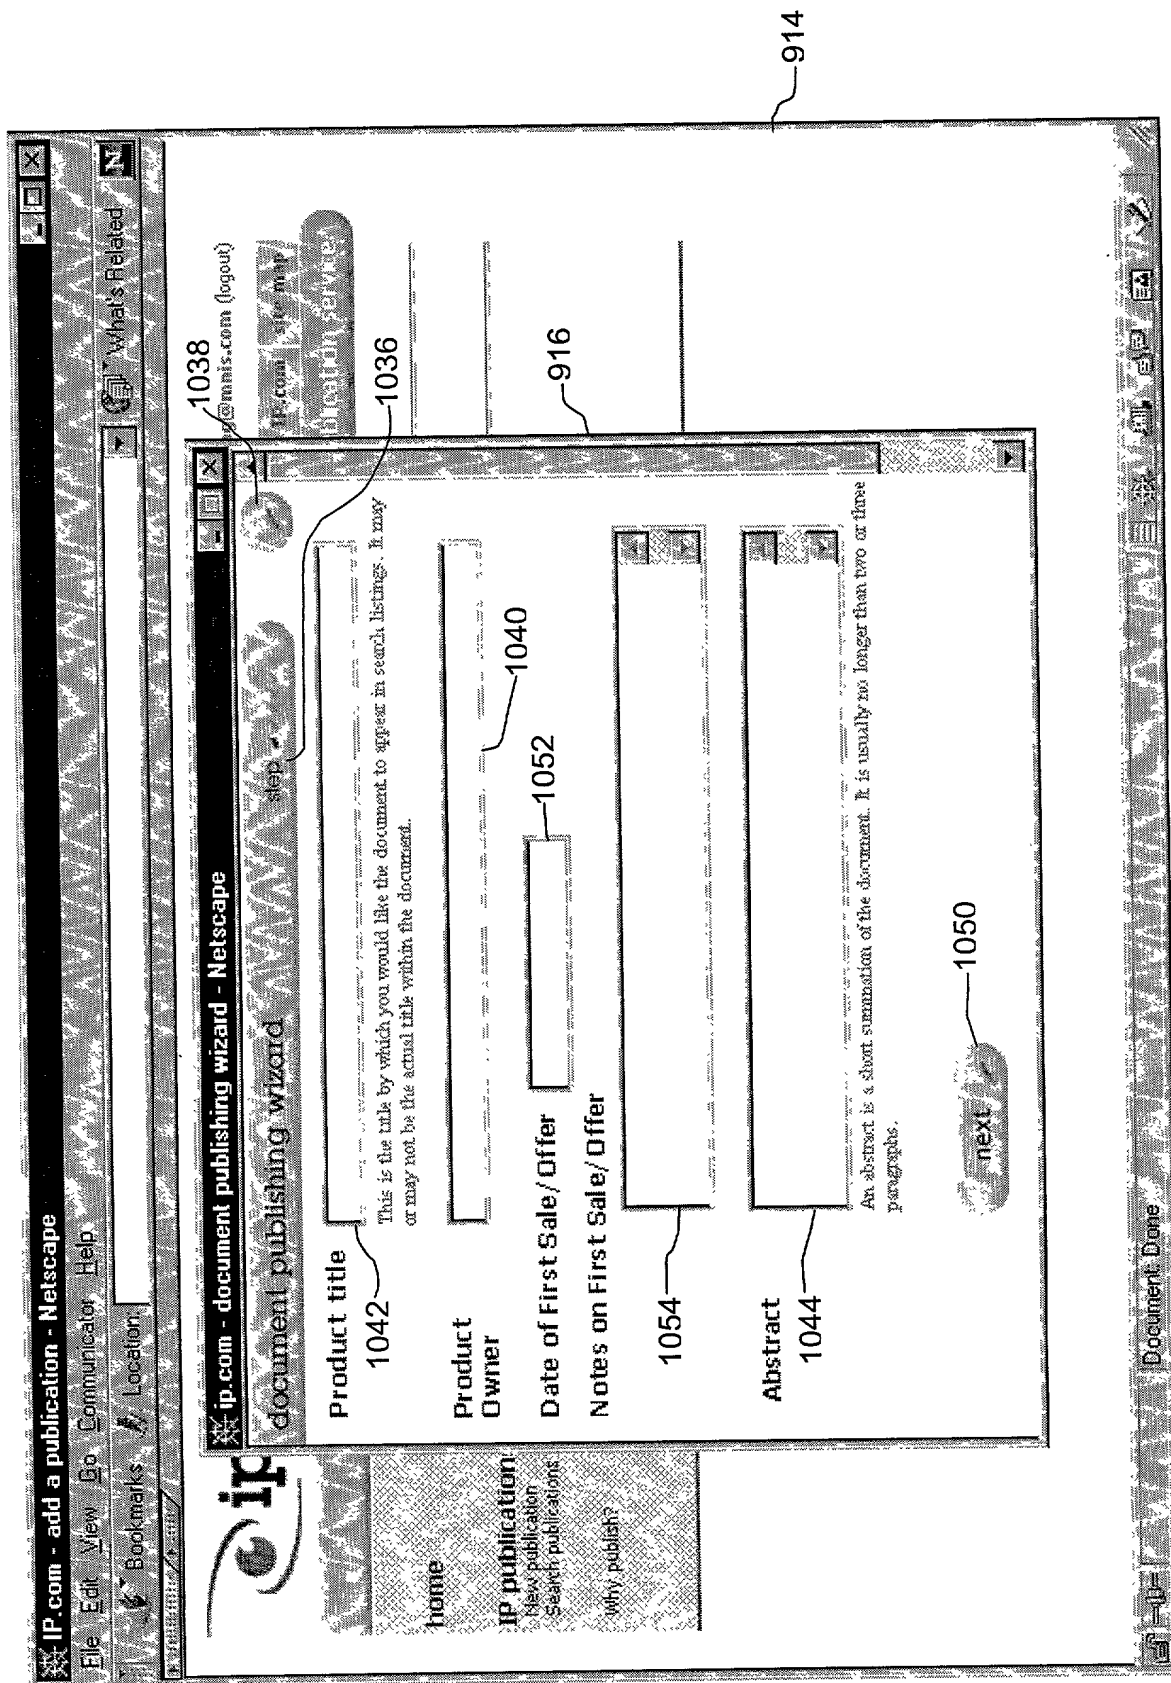 IP.com - add a publication - Netscape
File Edit View Go Communicator Help
Bookmarks Location:
What's Related
N
ip
@mnis.com (logout)
1038
IP.com site map
1036
home
IP publication
New publication
Search publications
Why publish?
ip.com - document publishing wizard - Netscape
document publishing wizard
step
Product title
1042
This is the title by which you would like the document to appear in search listings. It may
or may not be the actual title within the document.
Product
Owner
1040
Date of First Sale/Offer
1052
Notes on First Sale/Offer
1054
Abstract
1044
An abstract is a short summation of the document. It is usually no longer than two or three
paragraphs.
next
1050
916
914
Document: Done